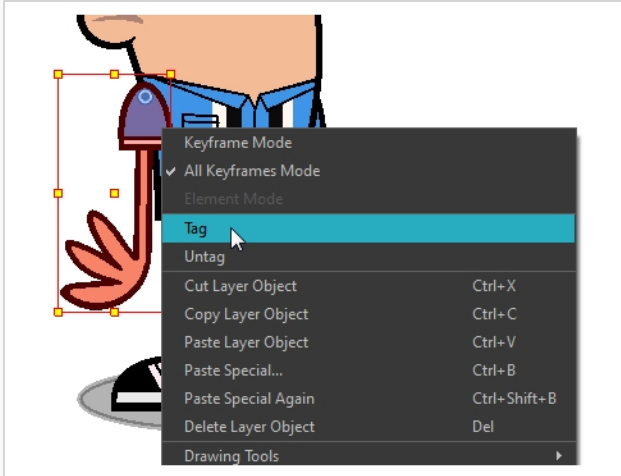 Keyframe Mode
✓ All Keyframes Mode
Element Mode
Tag
Untag
Cut Layer Object Ctrl+X
Copy Layer Object Ctrl+C
Paste Layer Object Ctrl+V
Paste Special... Ctrl+B
Paste Special Again Ctrl+Shift+B
Delete Layer Object Del
Drawing Tools